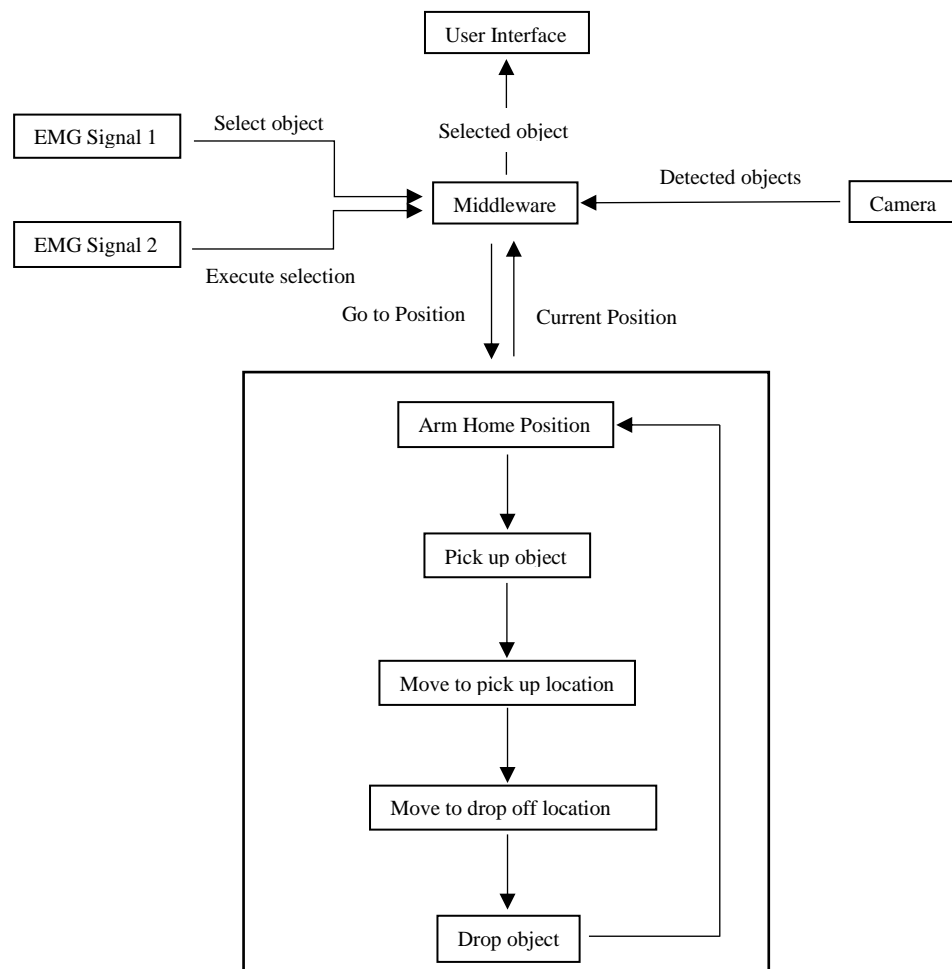 User Interface
EMG Signal 1
Select object
Selected object
Detected objects
Middleware
Camera
EMG Signal 2
Execute selection
Go to Position
Current Position
Arm Home Position
Pick up object
Move to pick up location
Move to drop off location
Drop object